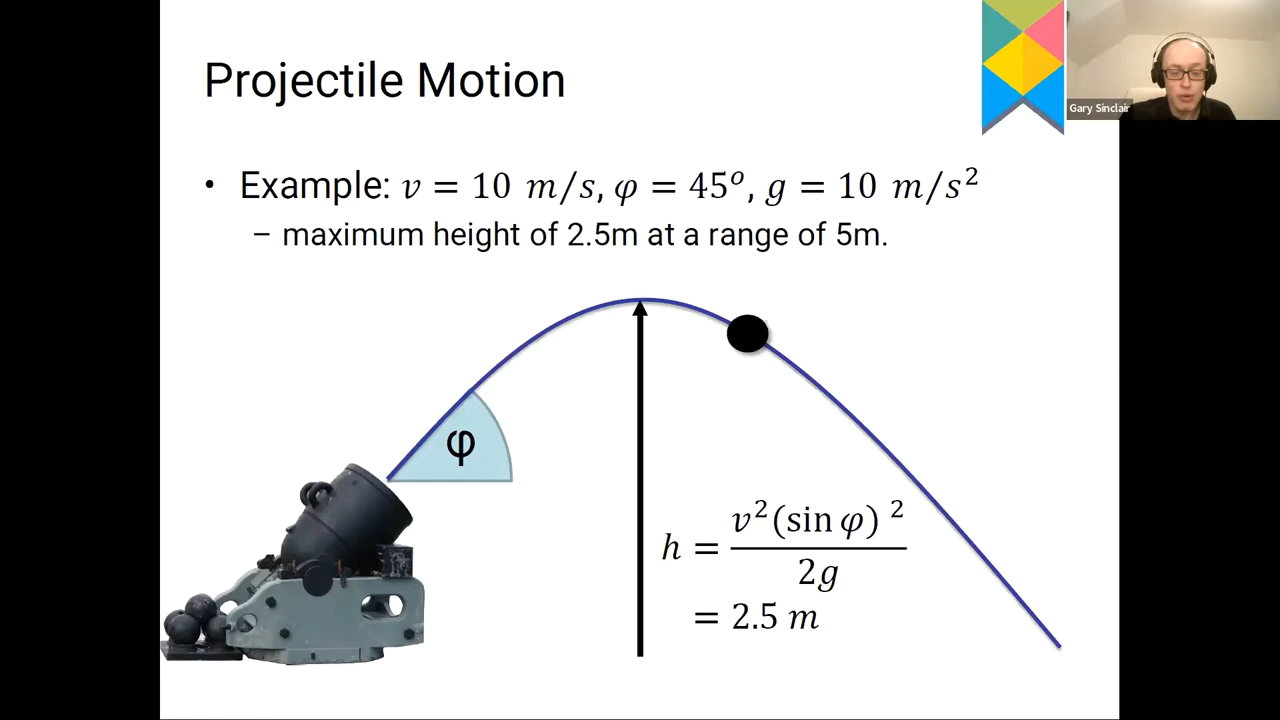 Projectile Motion
Gary Sinclair
• Example: v = 10 m/s, φ = 45°, g = 10 m/s²
– maximum height of 2.5m at a range of 5m.
φ
h = v²(sin φ)² / 2g
= 2.5 m